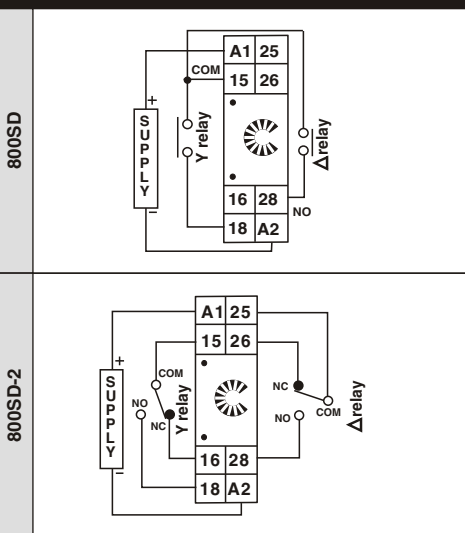 800SD
A1 25
COM
15 26
+
SUPPLY
Y relay
Δrelay
−
16 28
NO
18 A2
800SD-2
A1 25
15 26
+
COM
SUPPLY
NO
NC
Y relay
NC
COM
NO
Δrelay
−
16 28
18 A2